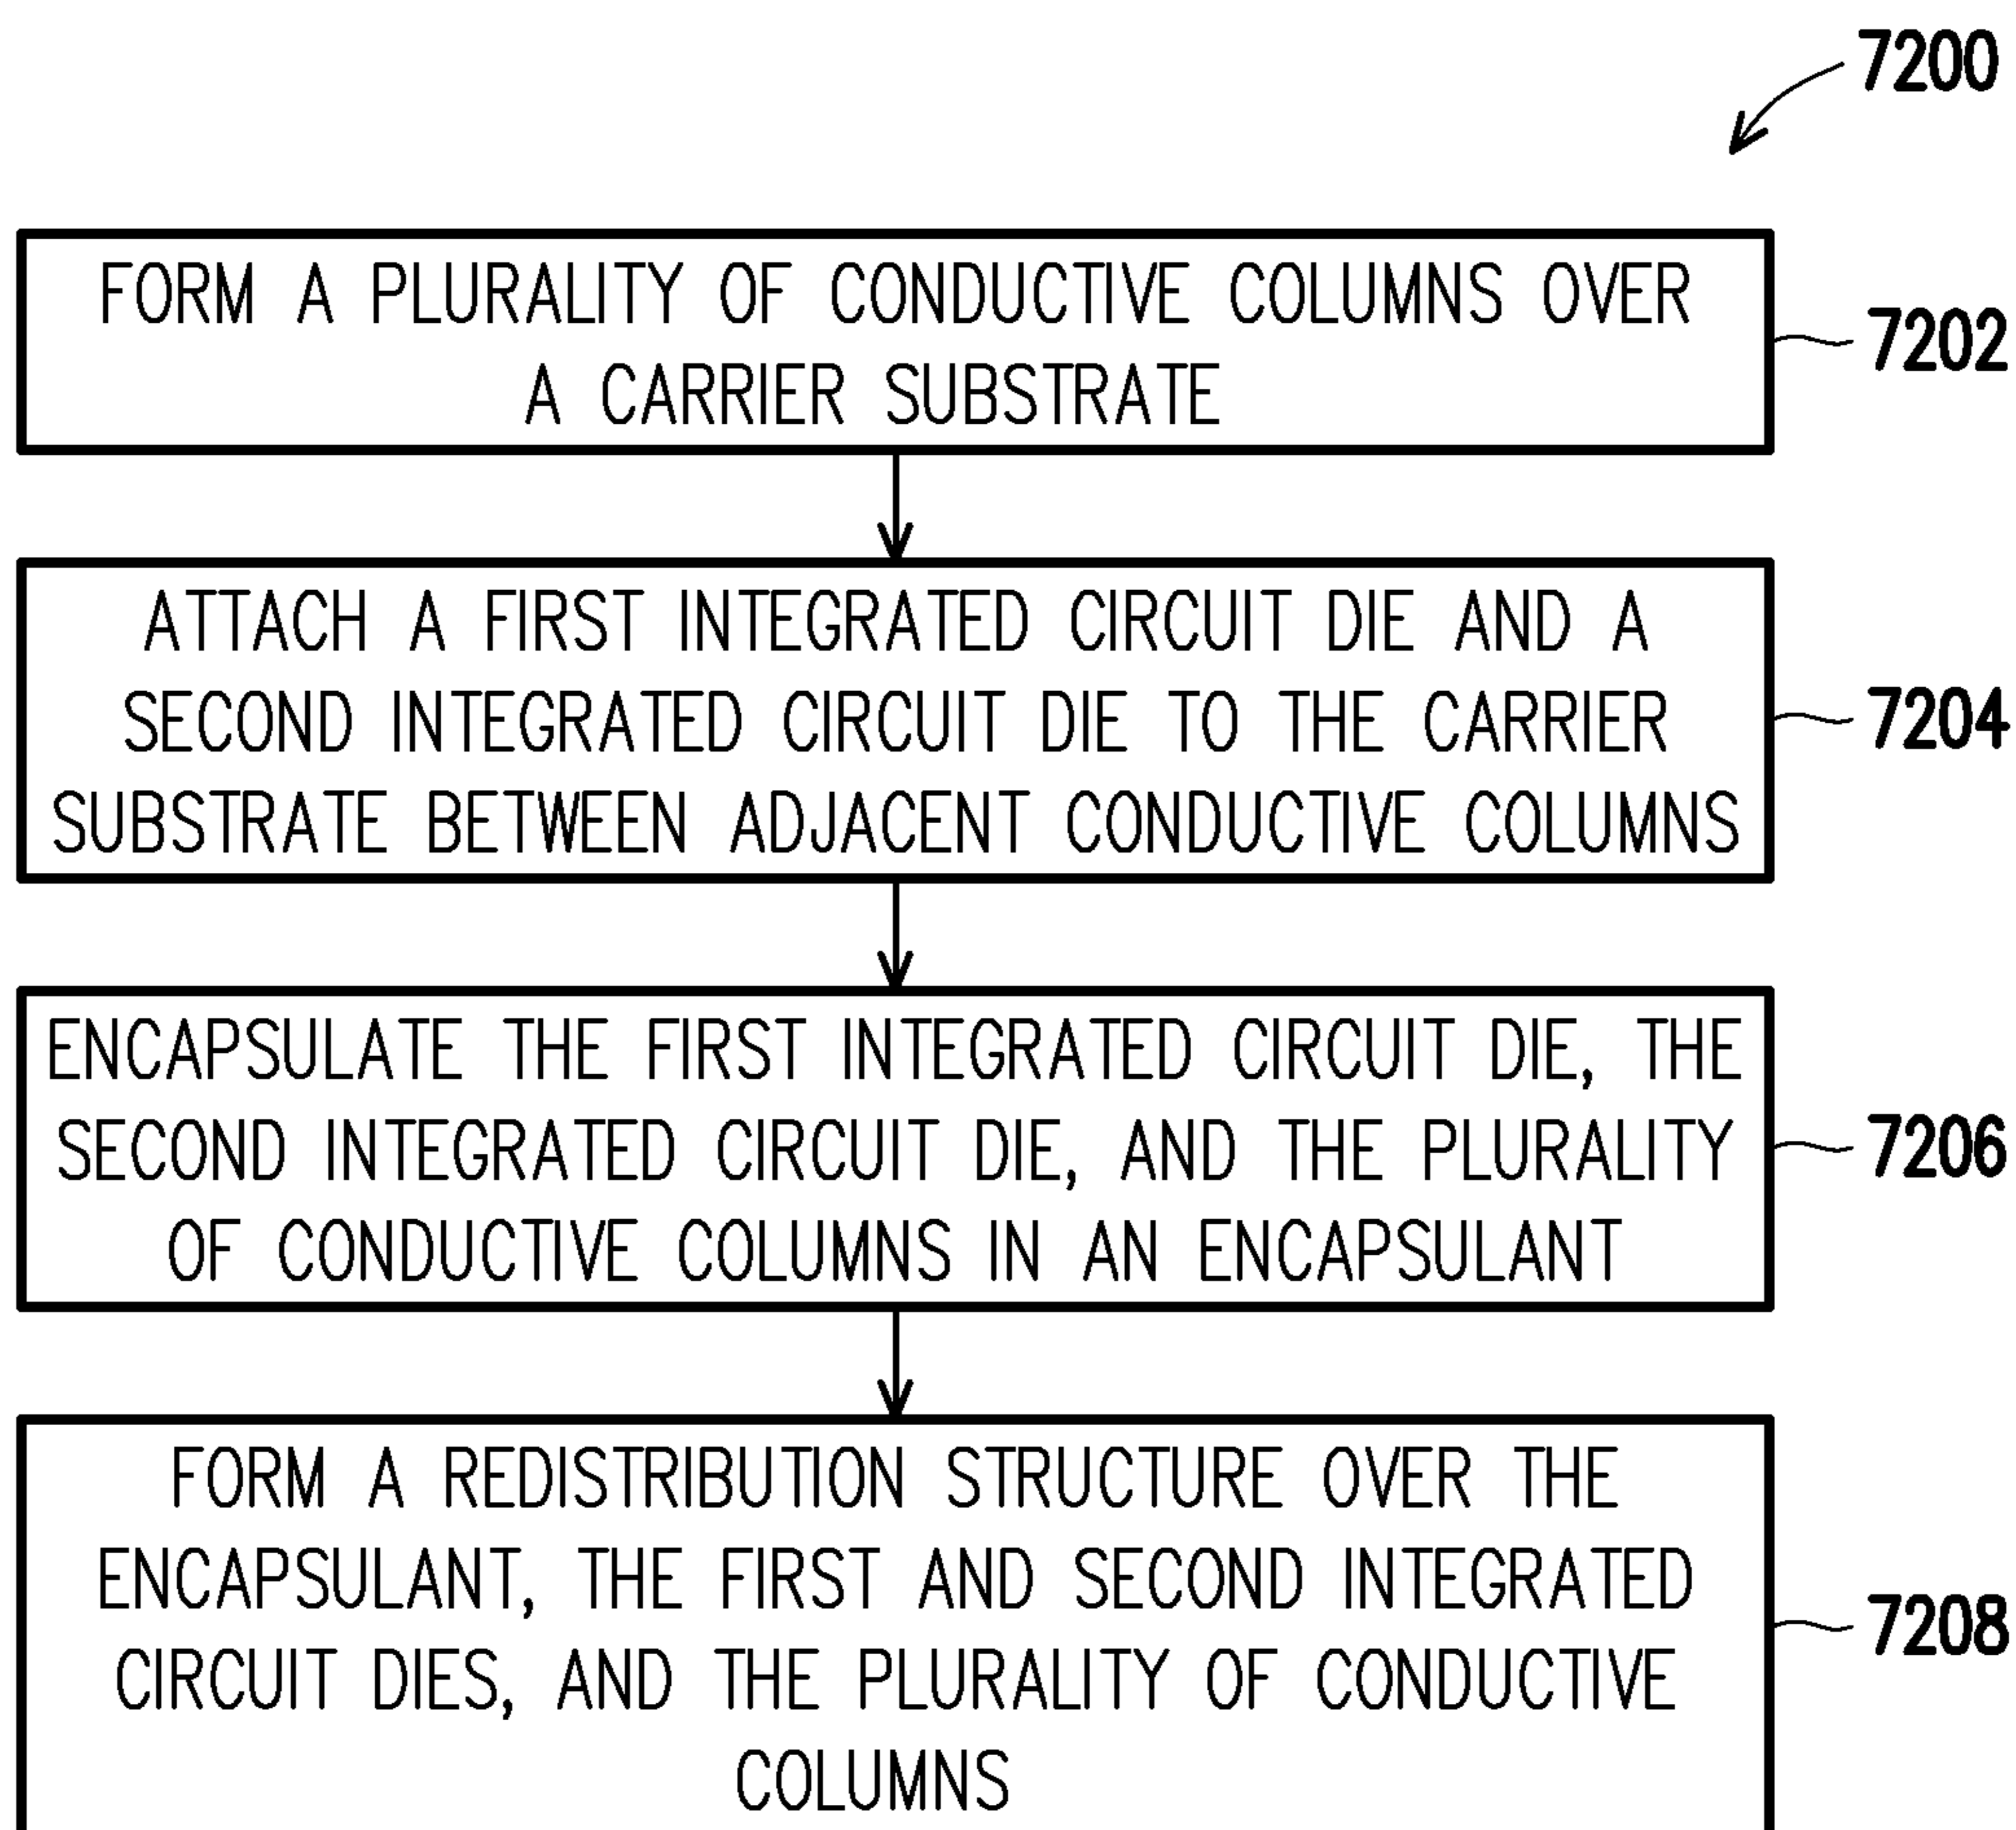 7200
FORM A PLURALITY OF CONDUCTIVE COLUMNS OVER
A CARRIER SUBSTRATE
7202
ATTACH A FIRST INTEGRATED CIRCUIT DIE AND A
SECOND INTEGRATED CIRCUIT DIE TO THE CARRIER
SUBSTRATE BETWEEN ADJACENT CONDUCTIVE COLUMNS
7204
ENCAPSULATE THE FIRST INTEGRATED CIRCUIT DIE, THE
SECOND INTEGRATED CIRCUIT DIE, AND THE PLURALITY
OF CONDUCTIVE COLUMNS IN AN ENCAPSULANT
7206
FORM A REDISTRIBUTION STRUCTURE OVER THE
ENCAPSULANT, THE FIRST AND SECOND INTEGRATED
CIRCUIT DIES, AND THE PLURALITY OF CONDUCTIVE
COLUMNS
7208